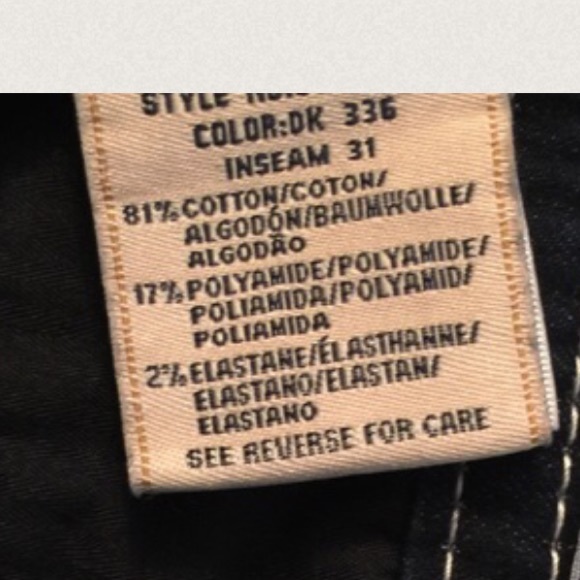 STYLE
COLOR:DK 336
INSEAM 31
81% COTTON/COTON/
ALGODÓN/BAUMWOLLE/
ALGODÃO
17% POLYAMIDE/POLYAMIDE/
POLIAMIDA/POLYAMID/
POLIAMIDA
2% ELASTANE/ÉLASTHANNE/
ELASTANO/ELASTAN/
ELASTANO
SEE REVERSE FOR CARE